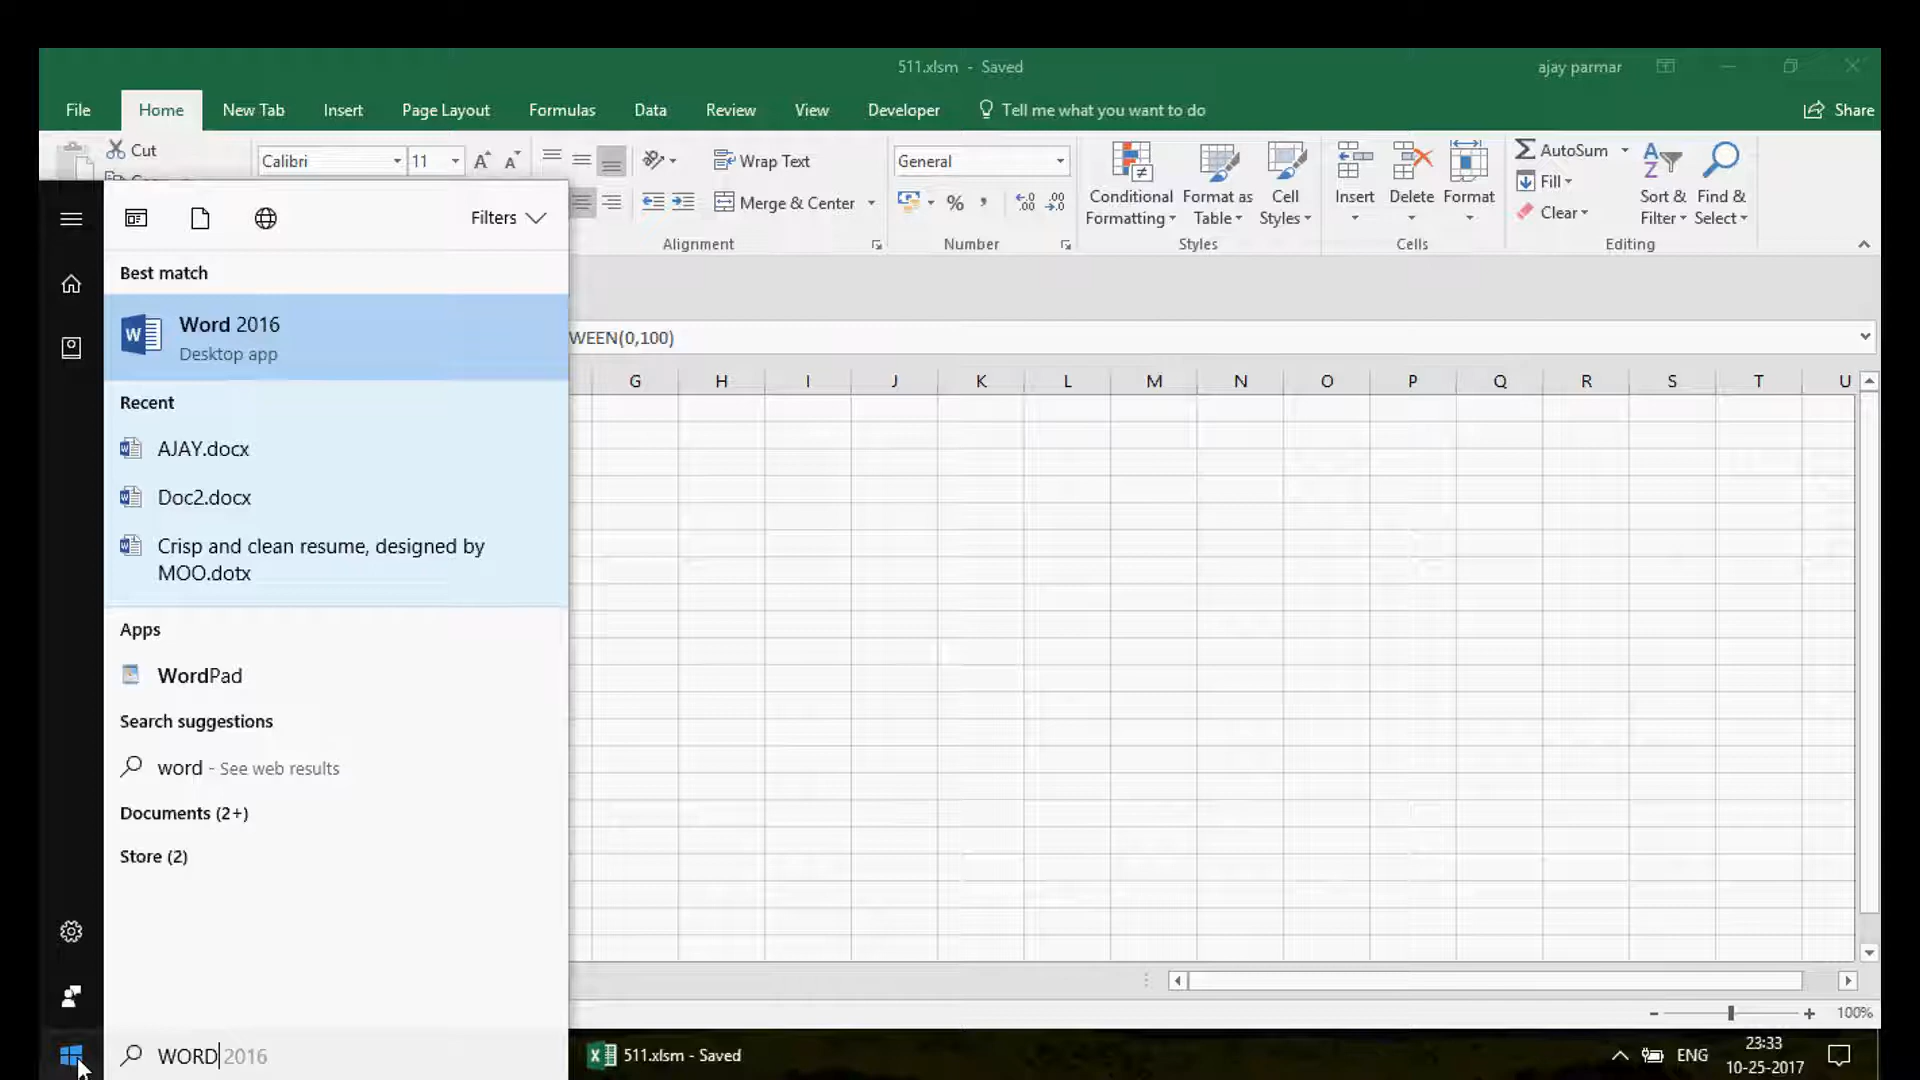 511.xlsm - Saved
ajay parmar
File Home New Tab Insert Page Layout Formulas Data Review View Developer Tell me what you want to do Share
Cut
Calibri 11
Wrap Text
General
AutoSum
Fill
Clear
Merge & Center
%
Conditional Formatting
Format as Table
Cell Styles
Insert
Delete
Format
Sort & Filter
Find & Select
Alignment
Number
Styles
Cells
Editing
WEEN(0,100)
G H I J K L M N O P Q R S T U
Filters
Best match
Word 2016
Desktop app
Recent
AJAY.docx
Doc2.docx
Crisp and clean resume, designed by
MOO.dotx
Apps
WordPad
Search suggestions
word - See web results
Documents (2+)
Store (2)
WORD 2016
100%
511.xlsm - Saved
ENG
23:33
10-25-2017